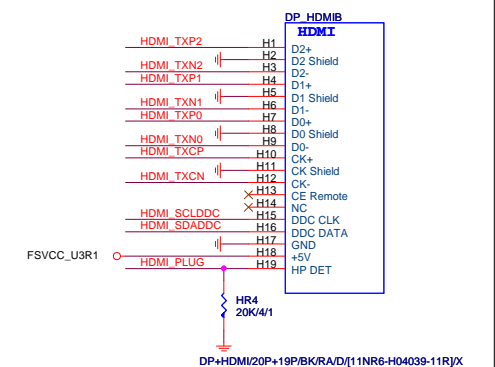 DP_HDMIB
HDMI
HDMI_TXP2 H1 D2+
H2 D2 Shield
HDMI_TXN2 H3 D2-
HDMI_TXP1 H4 D1+
H5 D1 Shield
HDMI_TXN1 H6 D1-
HDMI_TXP0 H7 D0+
H8 D0 Shield
HDMI_TXN0 H9 D0-
HDMI_TXCP H10 CK+
H11 CK Shield
HDMI_TXCN H12 CK-
H13 CE Remote
H14 NC
HDMI_SCLDDC H15 DDC CLK
HDMI_SDADDC H16 DDC DATA
H17 GND
FSVCC_U3R1 H18 +5V
HDMI_PLUG H19 HP DET
HR4
20K/4/1
DP+HDMI/20P+19P/BK/RA/D/[11NR6-H04039-11R]/X